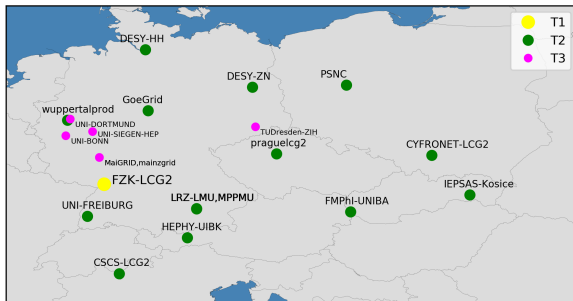 T1
T2
T3
DESY-HH
DESY-ZN
PSNC
GoeGrid
wuppertalprod
UNI-DORTMUND
UNI-SIEGEN-HEP
UNI-BONN
TUDresden-ZIH
praguelcg2
CYFRONET-LCG2
MaiGRID,mainzgrid
FZK-LCG2
IEPSAS-Kosice
LRZ-LMU,MPPMU
UNI-FREIBURG
FMPhI-UNIBA
HEPHY-UIBK
CSCS-LCG2